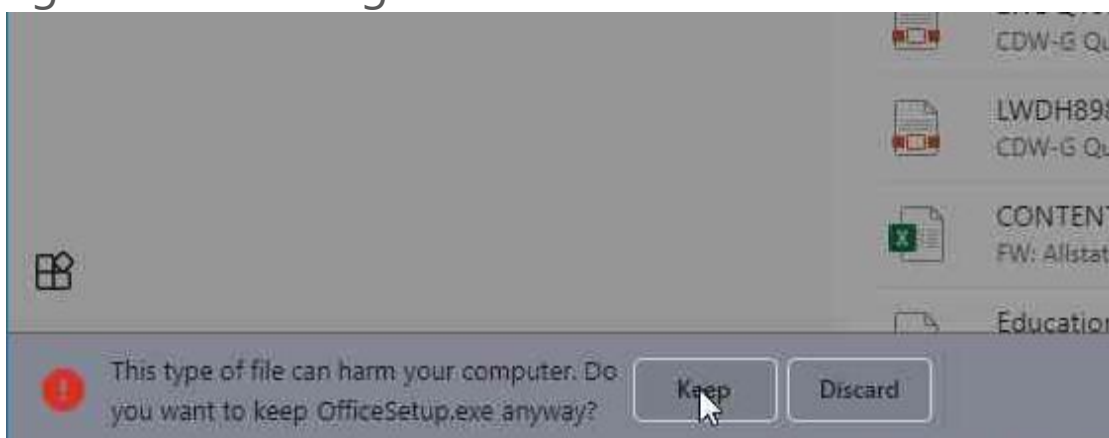 CDW-G Qu
LWDH898
CDW-G Qu
CONTENT
FW: Allstat
Education
This type of file can harm your computer. Do
you want to keep OfficeSetup.exe anyway?
Keep
Discard